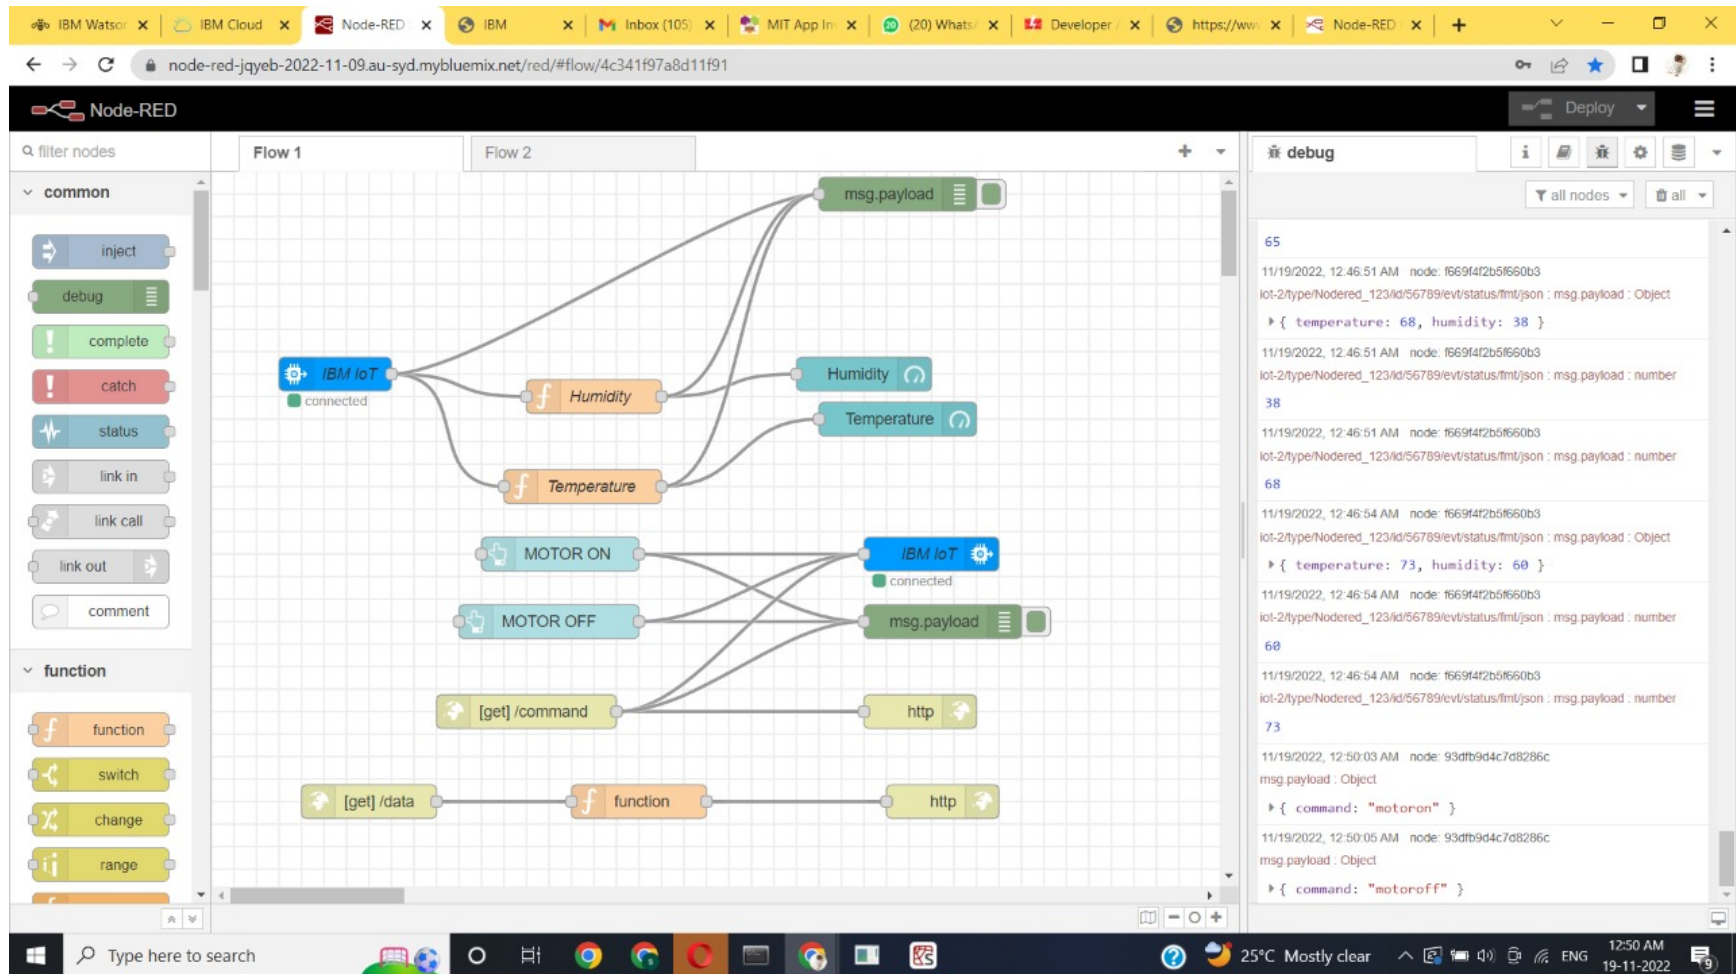 IBM Watson
IBM Cloud
Node-RED
IBM
Inbox (105)
MIT App In
(20) Whats
Developer
https://ww
Node-RED
node-red-jqyeb-2022-11-09.au-syd.mybluemix.net/red/#flow/4c341f97a8d11f91
Node-RED
Deploy
filter nodes
Flow 1
Flow 2
debug
i
all nodes
all
common
inject
debug
complete
catch
status
link in
link call
link out
comment
function
function
switch
change
range
msg.payload
IBM IoT
connected
Humidity
Humidity
Temperature
Temperature
MOTOR ON
IBM IoT
connected
MOTOR OFF
msg.payload
[get] /command
http
[get] /data
function
http
65
11/19/2022, 12:46:51 AM node: f669f4f2b5f660b3
iot-2/type/Nodered_123/id/56789/evt/status/fmt/json : msg.payload : Object
{ temperature: 68, humidity: 38 }
11/19/2022, 12:46:51 AM node: f669f4f2b5f660b3
iot-2/type/Nodered_123/id/56789/evt/status/fmt/json : msg.payload : number
38
11/19/2022, 12:46:51 AM node: f669f4f2b5f660b3
iot-2/type/Nodered_123/id/56789/evt/status/fmt/json : msg.payload : number
68
11/19/2022, 12:46:54 AM node: f669f4f2b5f660b3
iot-2/type/Nodered_123/id/56789/evt/status/fmt/json : msg.payload : Object
{ temperature: 73, humidity: 60 }
11/19/2022, 12:46:54 AM node: f669f4f2b5f660b3
iot-2/type/Nodered_123/id/56789/evt/status/fmt/json : msg.payload : number
60
11/19/2022, 12:46:54 AM node: f669f4f2b5f660b3
iot-2/type/Nodered_123/id/56789/evt/status/fmt/json : msg.payload : number
73
11/19/2022, 12:50:03 AM node: 93dfb9d4c7d8286c
msg.payload : Object
{ command: "motoron" }
11/19/2022, 12:50:05 AM node: 93dfb9d4c7d8286c
msg.payload : Object
{ command: "motoroff" }
Type here to search
25°C Mostly clear
ENG
12:50 AM
19-11-2022
9